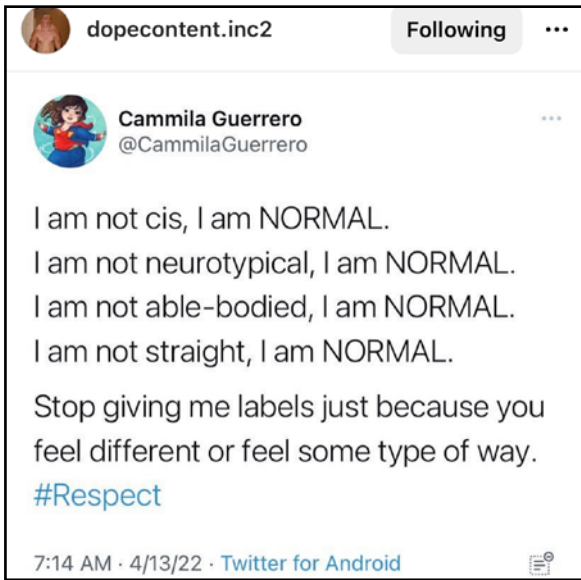 dopecontent.inc2
Following
Cammila Guerrero
@CammilaGuerrero
I am not cis, I am NORMAL.
I am not neurotypical, I am NORMAL.
I am not able-bodied, I am NORMAL.
I am not straight, I am NORMAL.
Stop giving me labels just because you
feel different or feel some type of way.
#Respect
7:14 AM · 4/13/22 · Twitter for Android